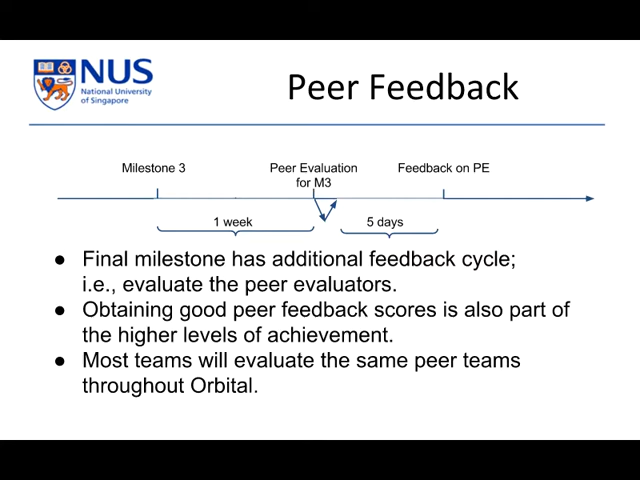 NUS
National University
of Singapore
Peer Feedback
Milestone 3
Peer Evaluation
for M3
Feedback on PE
1 week
5 days
● Final milestone has additional feedback cycle;
i.e., evaluate the peer evaluators.
● Obtaining good peer feedback scores is also part of
the higher levels of achievement.
● Most teams will evaluate the same peer teams
throughout Orbital.